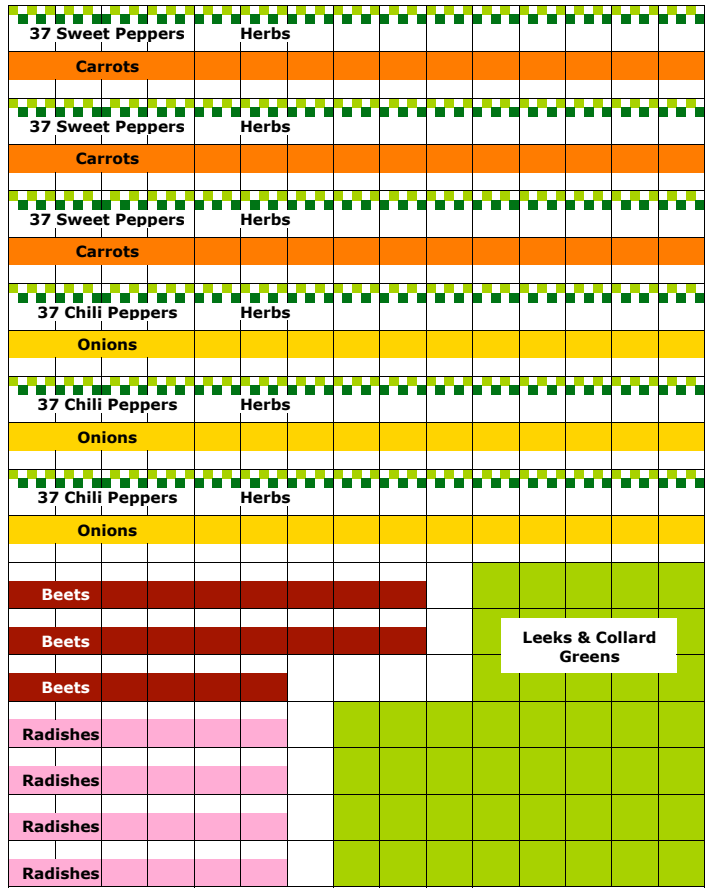 37 Sweet Peppers Herbs
Carrots
37 Sweet Peppers Herbs
Carrots
37 Sweet Peppers Herbs
Carrots
37 Chili Peppers Herbs
Onions
37 Chili Peppers Herbs
Onions
37 Chili Peppers Herbs
Onions
Beets
Beets
Leeks & Collard
Greens
Beets
Radishes
Radishes
Radishes
Radishes